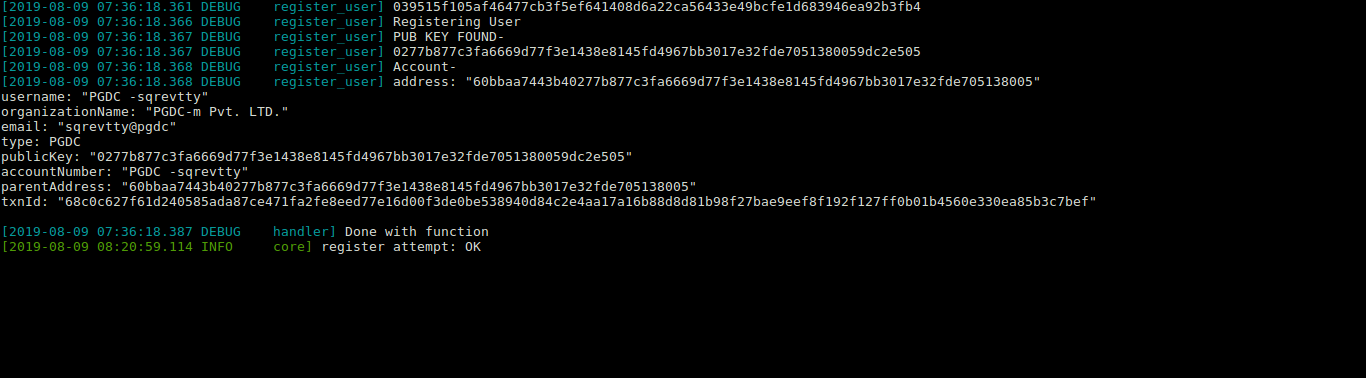 [2019-08-09 07:36:18.361 DEBUG    register_user] 039515f105af46477cb3f5ef641408d6a22ca56433e49bcfe1d683946ea92b3fb4
[2019-08-09 07:36:18.366 DEBUG    register_user] Registering User
[2019-08-09 07:36:18.367 DEBUG    register_user] PUB KEY FOUND-
[2019-08-09 07:36:18.367 DEBUG    register_user] 0277b877c3fa6669d77f3e1438e8145fd4967bb3017e32fde7051380059dc2e505
[2019-08-09 07:36:18.368 DEBUG    register_user] Account-
[2019-08-09 07:36:18.368 DEBUG    register_user] address: "60bbaa7443b40277b877c3fa6669d77f3e1438e8145fd4967bb3017e32fde705138005"
username: "PGDC -sqrevtty"
organizationName: "PGDC-m Pvt. LTD."
email: "sqrevtty@pgdc"
type: PGDC
publicKey: "0277b877c3fa6669d77f3e1438e8145fd4967bb3017e32fde7051380059dc2e505"
accountNumber: "PGDC -sqrevtty"
parentAddress: "60bbaa7443b40277b877c3fa6669d77f3e1438e8145fd4967bb3017e32fde705138005"
txnId: "68c0c627f61d240585ada87ce471fa2fe8eed77e16d00f3de0be538940d84c2e4aa17a16b88d8d81b98f27bae9eef8f192f127ff0b01b4560e330ea85b3c7bef"
[2019-08-09 07:36:18.387 DEBUG    handler] Done with function
[2019-08-09 08:20:59.114 INFO     core] register attempt: OK